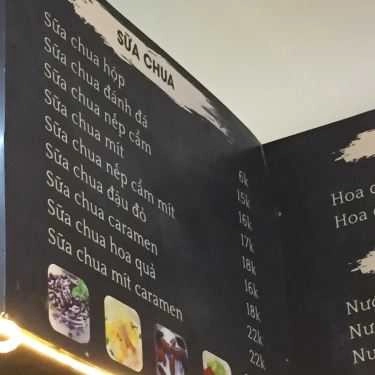 SỮA CHUA
Sữa chua hộp 6k
Sữa chua đánh đá 15k
Sữa chua nếp cẩm 16k
Sữa chua mít 17k
Sữa chua nếp cẩm mít 18k
Sữa chua đậu đỏ 16k
Sữa chua caramen 18k
Sữa chua hoa quả 22k
Sữa chua mít caramen 22k
Hoa
Hoa